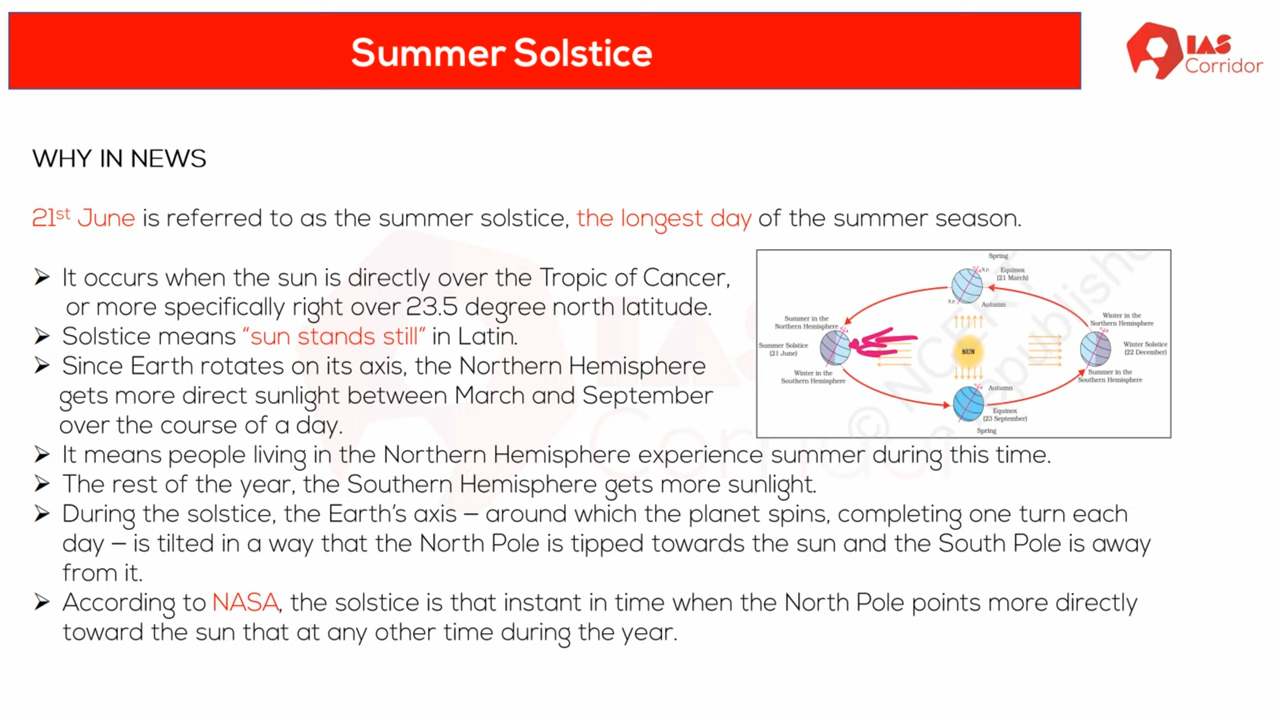 Summer Solstice
IAS
Corridor
WHY IN NEWS
21st June is referred to as the summer solstice, the longest day of the summer season.
➤ It occurs when the sun is directly over the Tropic of Cancer,
or more specifically right over 23.5 degree north latitude.
➤ Solstice means “sun stands still” in Latin.
➤ Since Earth rotates on its axis, the Northern Hemisphere
gets more direct sunlight between March and September
over the course of a day.
➤ It means people living in the Northern Hemisphere experience summer during this time.
➤ The rest of the year, the Southern Hemisphere gets more sunlight.
➤ During the solstice, the Earth’s axis — around which the planet spins, completing one turn each
day — is tilted in a way that the North Pole is tipped towards the sun and the South Pole is away
from it.
➤ According to NASA, the solstice is that instant in time when the North Pole points more directly
toward the sun that at any other time during the year.
Spring
N.P.
Equinox
(21 March)
S.P.
Autumn
Summer in the
Northern Hemisphere
Winter in the
Northern Hemisphere
Summer Solstice
(21 June)
SUN
Winter Solstice
(22 December)
Winter in the
Southern Hemisphere
Summer in the
Southern Hemisphere
Autumn
Equinox
(23 September)
Spring
IAS
Corridor